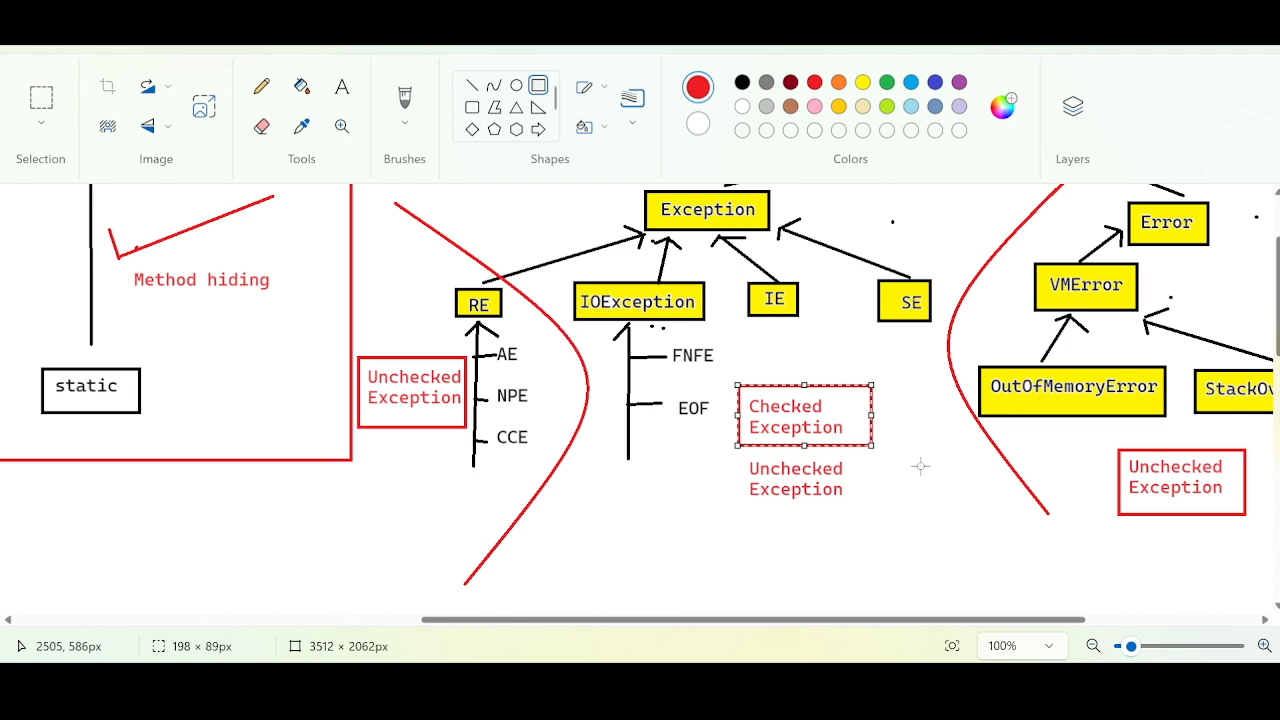 Selection
Image
Tools
Brushes
Shapes
Colors
Layers
Exception
Error
Method hiding
RE
IOException
IE
SE
VMError
AE
FNFE
static
Unchecked
Exception
NPE
EOF
Checked
Exception
OutOfMemoryError
StackOv
CCE
Unchecked
Exception
Unchecked
Exception
2505, 586px
198 × 89px
3512 × 2062px
100%